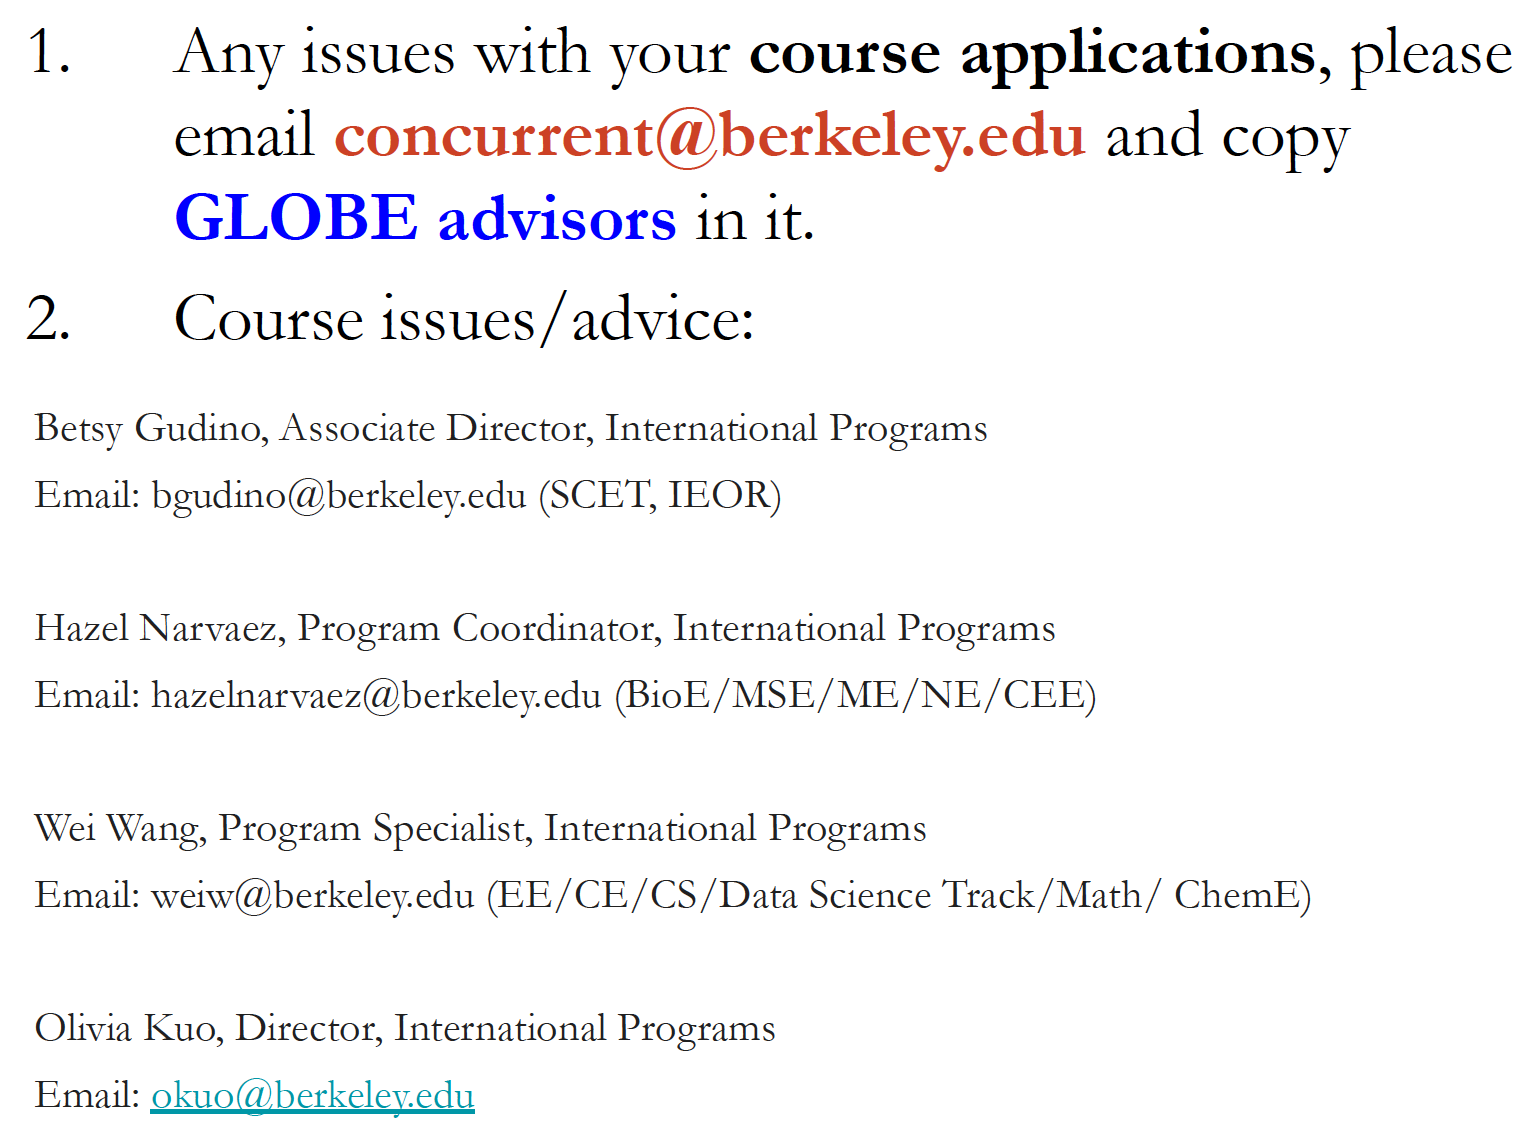 1. Any issues with your course applications, please
email concurrent@berkeley.edu and copy
GLOBE advisors in it.
2. Course issues/advice:
Betsy Gudino, Associate Director, International Programs
Email: bgudino@berkeley.edu (SCET, IEOR)
Hazel Narvaez, Program Coordinator, International Programs
Email: hazelnarvaez@berkeley.edu (BioE/MSE/ME/NE/CEE)
Wei Wang, Program Specialist, International Programs
Email: weiw@berkeley.edu (EE/CE/CS/Data Science Track/Math/ ChemE)
Olivia Kuo, Director, International Programs
Email: okuo@berkeley.edu